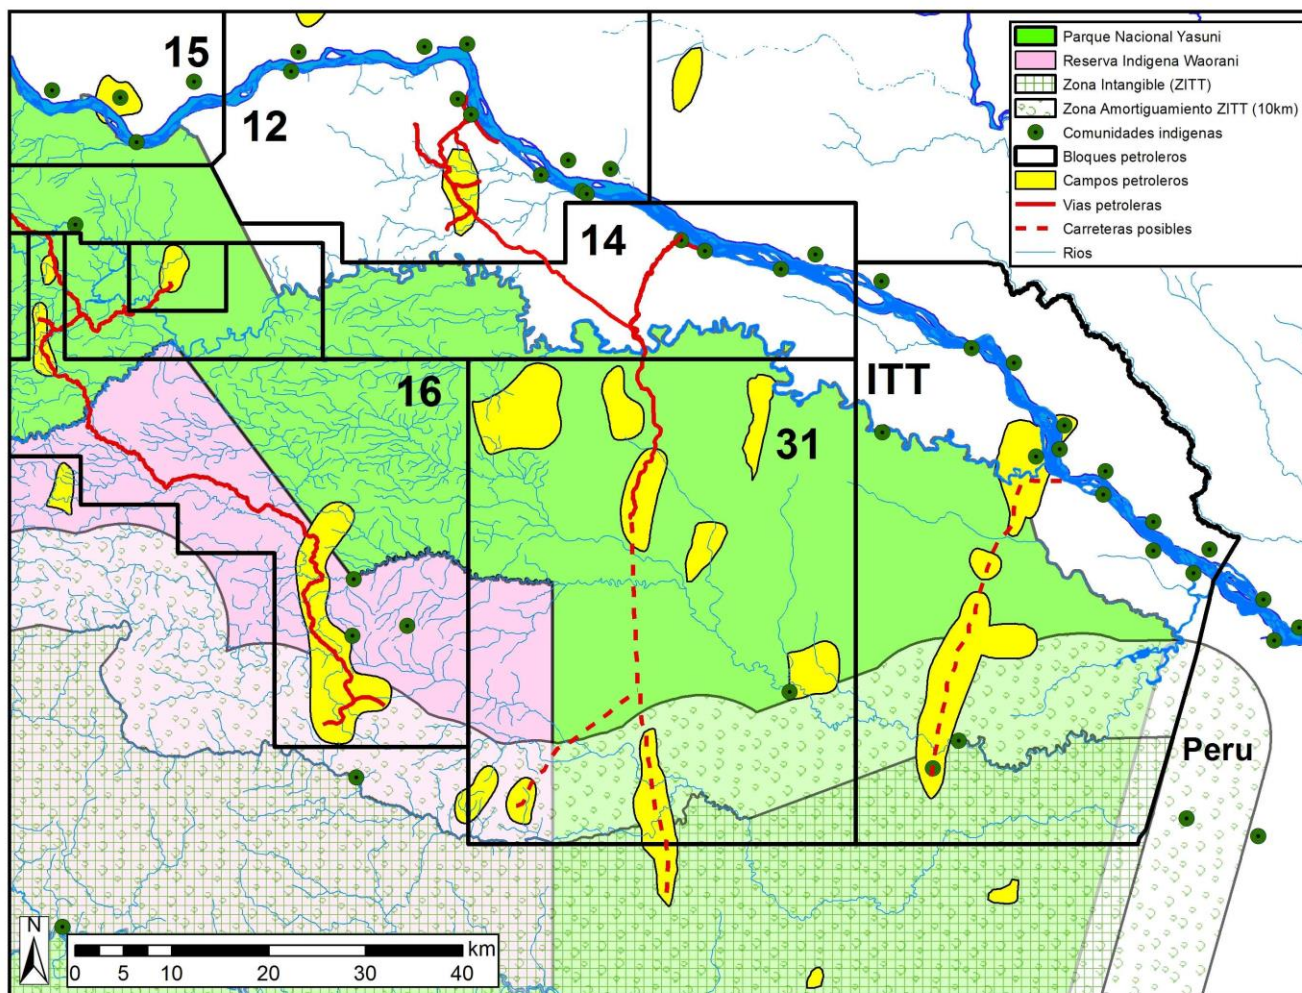 15
12
14
16
31
ITT
Peru
Parque Nacional Yasuni
Reserva Indigena Waorani
Zona Intangible (ZITT)
Zona Amortiguamiento ZITT (10km)
Comunidades indigenas
Bloques petroleros
Campos petroleros
Vias petroleras
Carreteras posibles
Rios
N
km
0 5 10 20 30 40